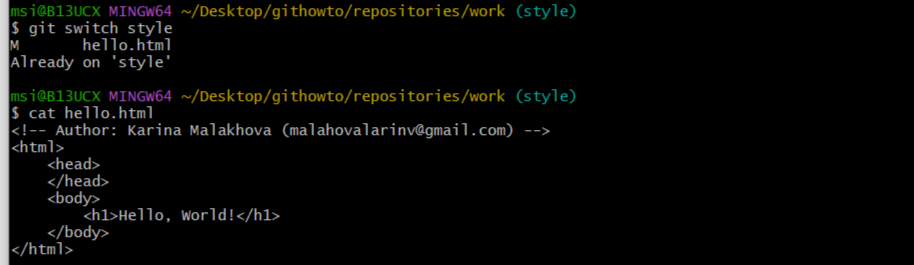 msi@B13UCX MINGW64 ~/Desktop/githowto/repositories/work (style)
$ git switch style
M       hello.html
Already on 'style'

msi@B13UCX MINGW64 ~/Desktop/githowto/repositories/work (style)
$ cat hello.html
<!-- Author: Karina Malakhova (malahovalarinv@gmail.com) -->
<html>
    <head>
    </head>
    <body>
        <h1>Hello, World!</h1>
    </body>
</html>